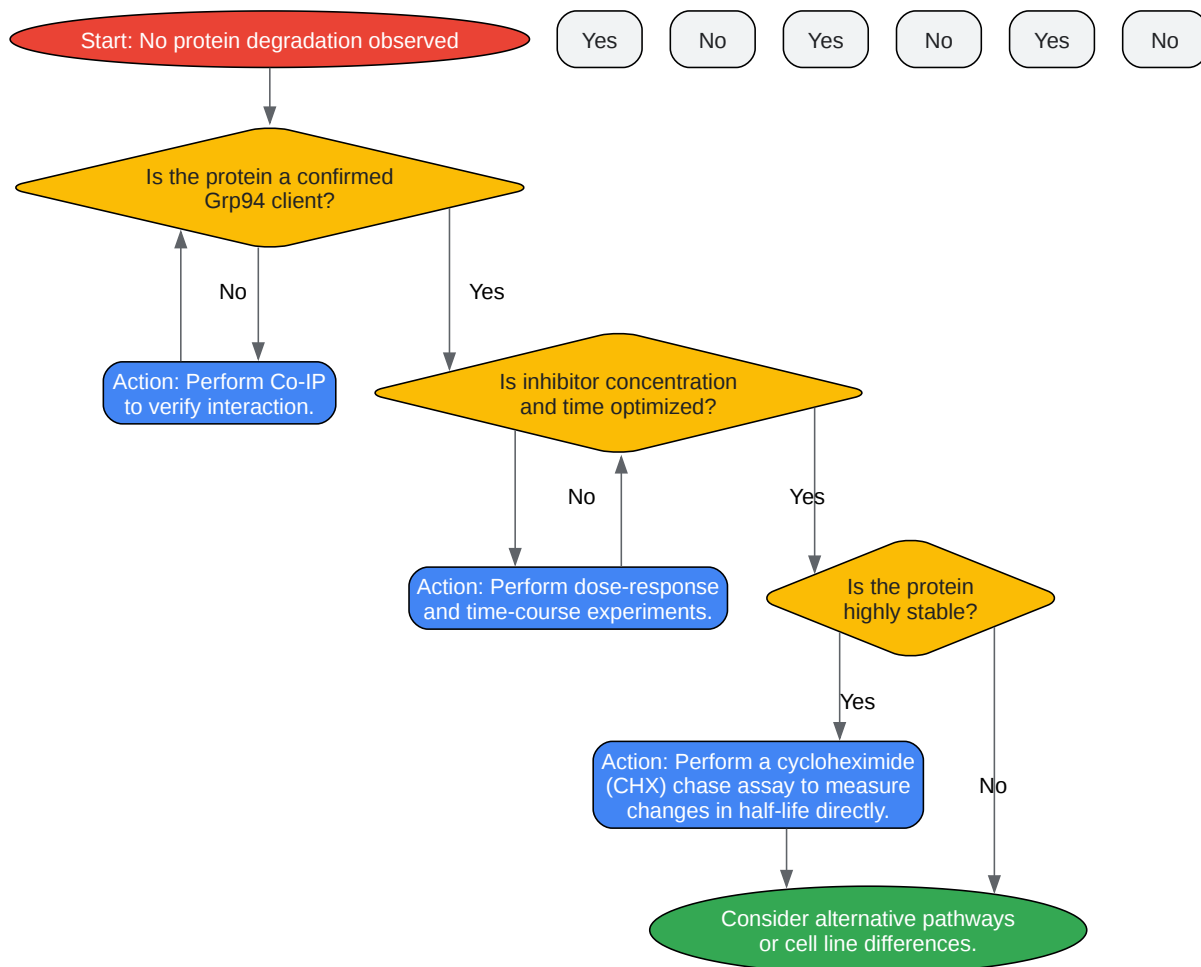 Start: No protein degradation observed
Yes
No
Yes
No
Yes
No
Is the protein a confirmed
Grp94 client?
No
Yes
Action: Perform Co-IP
to verify interaction.
Is inhibitor concentration
and time optimized?
No
Yes
Action: Perform dose-response
and time-course experiments.
Is the protein
highly stable?
Yes
Action: Perform a cycloheximide
(CHX) chase assay to measure
changes in half-life directly.
No
Consider alternative pathways
or cell line differences.